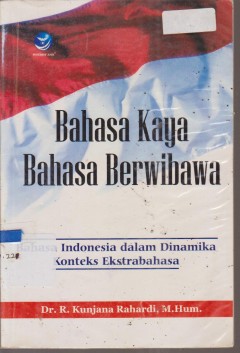 Bahasa Kaya
Bahasa Berwibawa
Bahasa Indonesia dalam Dinamika
Konteks Ekstrabahasa
Dr. R. Kunjana Rahardi, M.Hum.